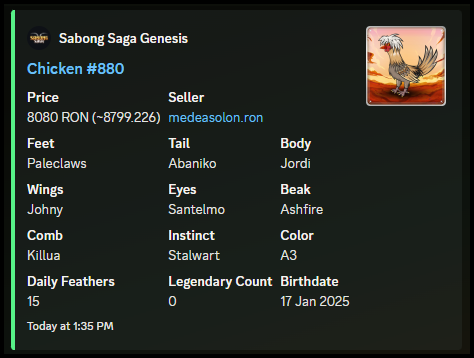 Sabong Saga Genesis
Chicken #880
Price Seller
8080 RON (~8799.226) medeasolon.ron
Feet Tail Body
Paleclaws Abaniko Jordi
Wings Eyes Beak
Johny Santelmo Ashfire
Comb Instinct Color
Killua Stalwart A3
Daily Feathers Legendary Count Birthdate
15 0 17 Jan 2025
Today at 1:35 PM